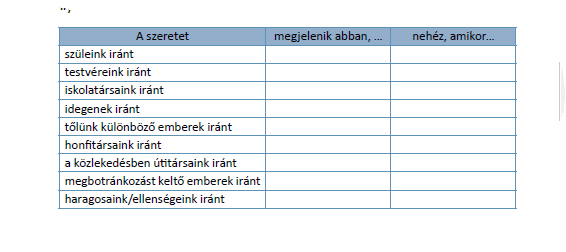 A szeretet megjelenik abban, ... nehéz, amikor...
szüleink iránt
testvéreink iránt
iskolatársaink iránt
idegenek iránt
tőlünk különböző emberek iránt
honfitársaink iránt
a közlekedésben útitársaink iránt
megbotránkozást keltő emberek iránt
haragosaink/ellenségeink iránt